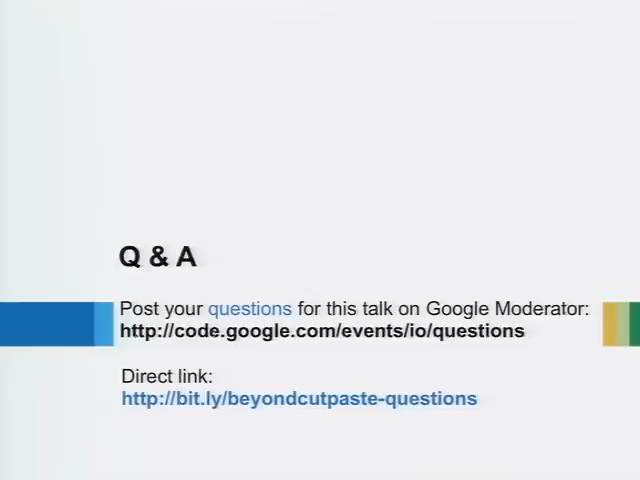 Q & A
Post your questions for this talk on Google Moderator:
http://code.google.com/events/io/questions
Direct link:
http://bit.ly/beyondcutpaste-questions